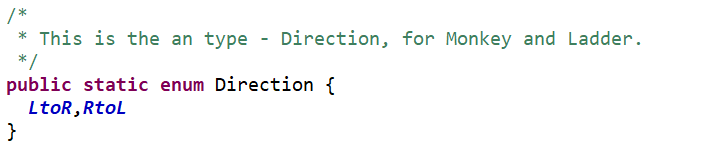 /*
 * This is the an type - Direction, for Monkey and Ladder.
 */
public static enum Direction {
  LtoR,RtoL
}